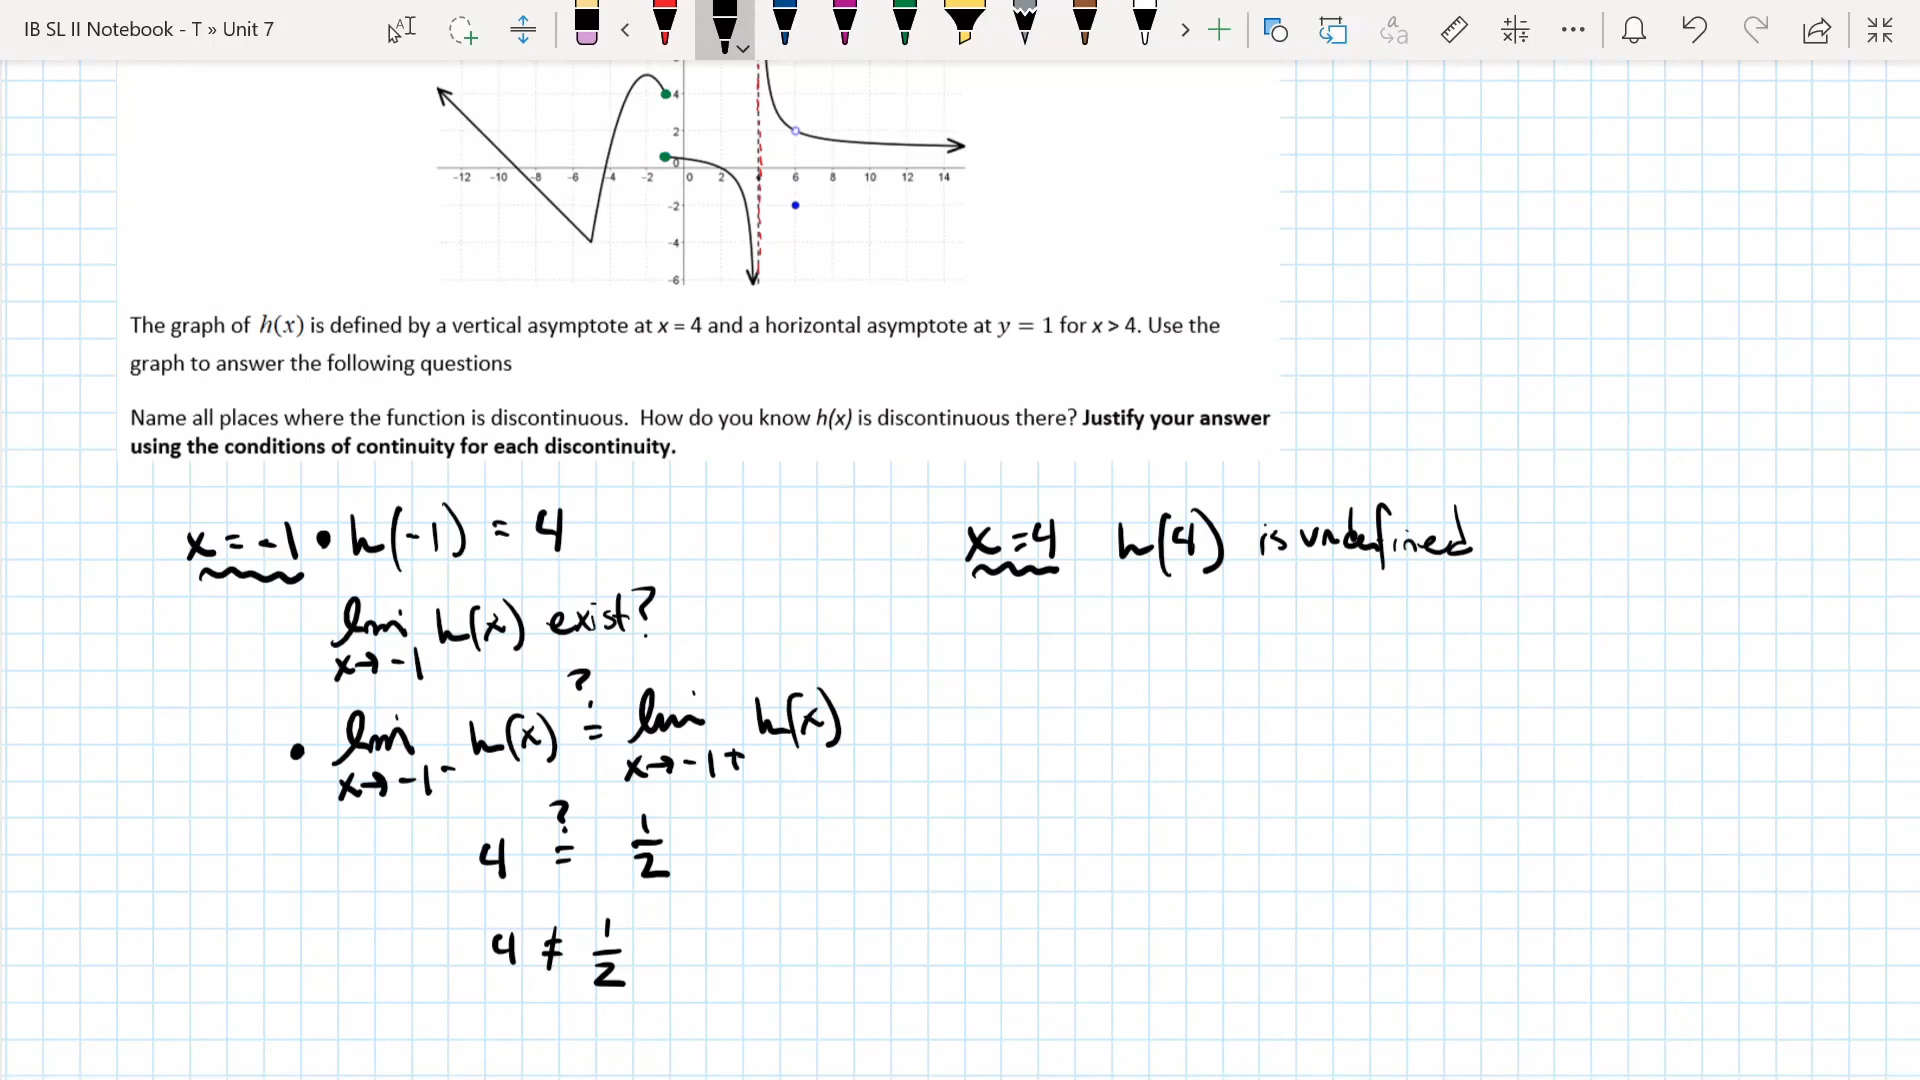 IB SL II Notebook - T » Unit 7
4
2
0
-12 -10 -8 -6 -4 -2 0 2 4 6 8 10 12 14
-2
-4
-6
The graph of h(x) is defined by a vertical asymptote at x = 4 and a horizontal asymptote at y = 1 for x > 4. Use the
graph to answer the following questions
Name all places where the function is discontinuous. How do you know h(x) is discontinuous there? Justify your answer
using the conditions of continuity for each discontinuity.
x = -1 • h(-1) = 4
lim h(x) exist?
x→ -1
?
• lim h(x) = lim h(x)
x→ -1⁻ x→ -1⁺
?
4 = 1/2
4 ≠ 1/2
x = 4 h(4) is undefined